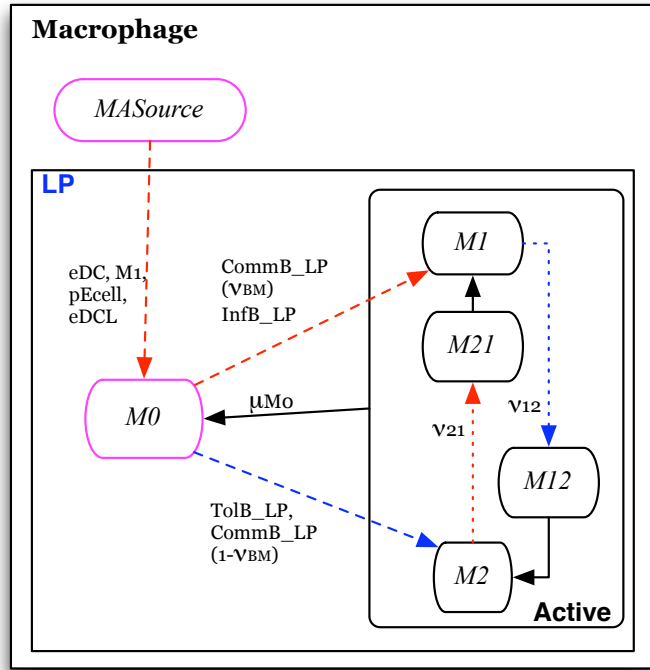 Macrophage
MASource
LP
eDC, M1,
pEcell,
eDCL
CommB_LP
(νBM)
InfB_LP
M1
M21
M0
μM0
ν21
ν12
M12
TolB_LP,
CommB_LP
(1-νBM)
M2
Active